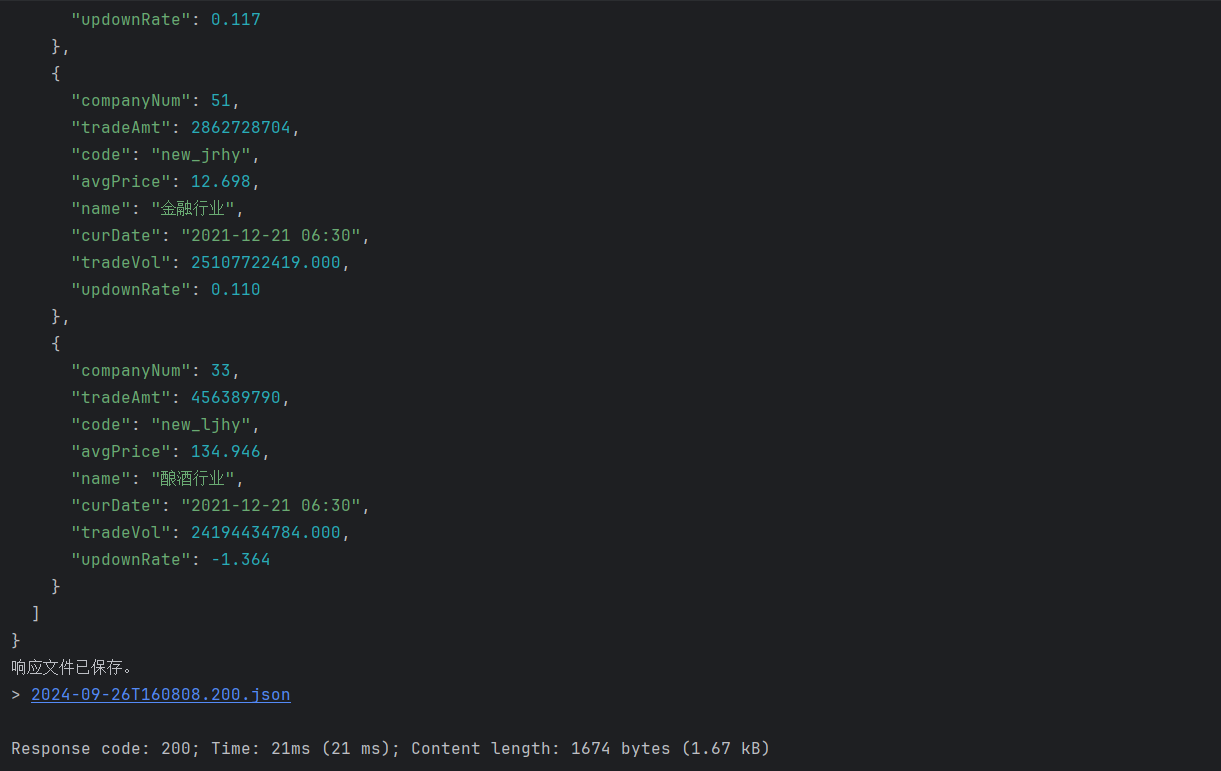 "updownRate": 0.117
},
{
"companyNum": 51,
"tradeAmt": 2862728704,
"code": "new_jrhy",
"avgPrice": 12.698,
"name": "金融行业",
"curDate": "2021-12-21 06:30",
"tradeVol": 25107722419.000,
"updownRate": 0.110
},
{
"companyNum": 33,
"tradeAmt": 456389790,
"code": "new_ljhy",
"avgPrice": 134.946,
"name": "酿酒行业",
"curDate": "2021-12-21 06:30",
"tradeVol": 24194434784.000,
"updownRate": -1.364
}
]
}
响应文件已保存。
> 2024-09-26T160808.200.json
Response code: 200; Time: 21ms (21 ms); Content length: 1674 bytes (1.67 kB)